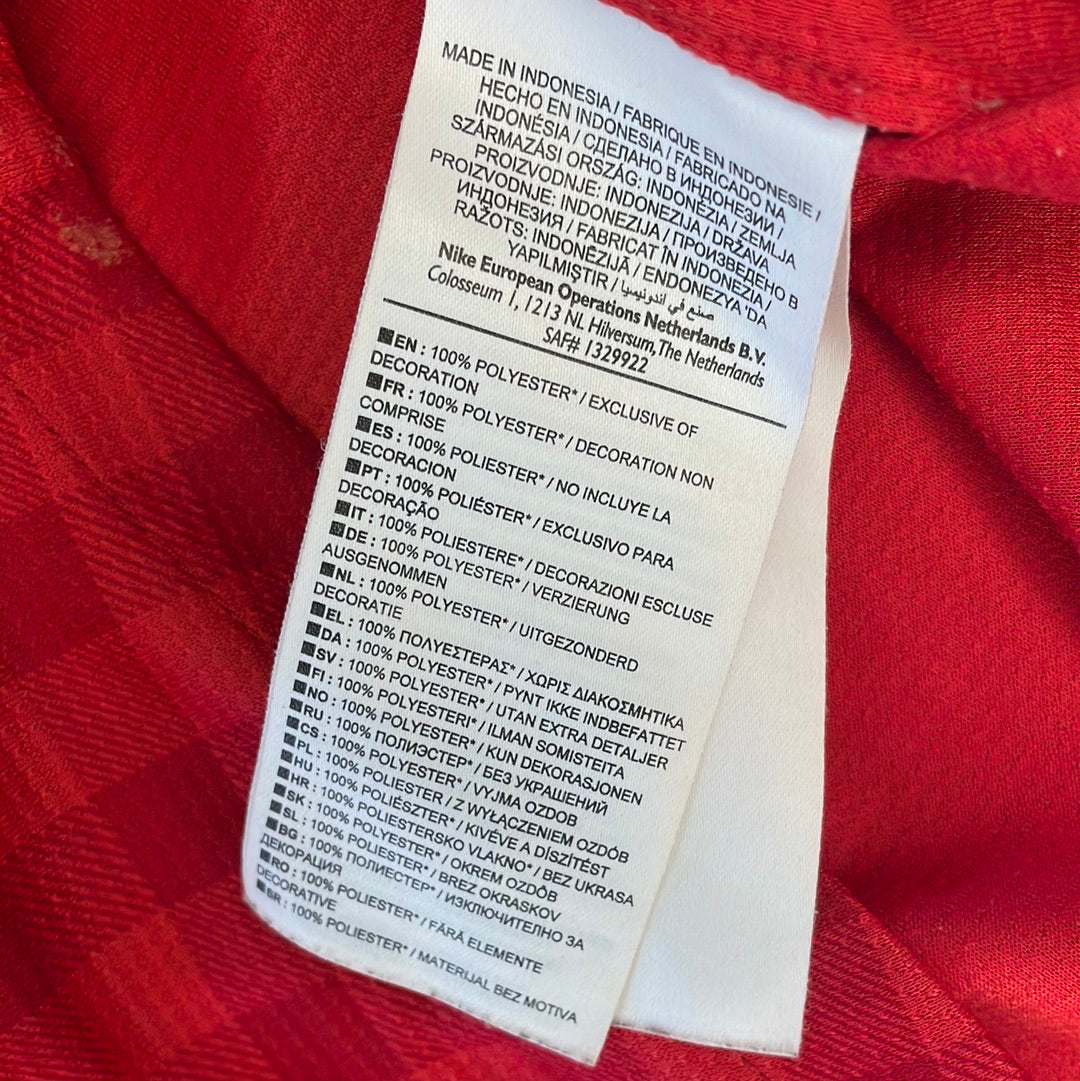 MADE IN INDONESIA / FABRIQUE EN INDONESIE /
HECHO EN INDONESIA / FABRICADO NA
INDONÉSIA / СДЕЛАНО В ИНДОНЕЗИИ /
SZÁRMAZÁSI ORSZÁG: INDONÉZIA / ZEMLJA
PROIZVODNJE: INDONEZIJA / DRŽAVA
PROIZVODNJE: INDONEZIJA / ПРОИЗВЕДЕНО В
ИНДОНЕЗИЯ / FABRICAT ÎN INDONEZIA /
RAŽOTS: INDONĒZIJĀ / ENDONEZYA 'DA
YAPILMIŞTIR / صنع في اندونيسيا
Nike European Operations Netherlands B.V.
Colosseum 1, 1213 NL Hilversum, The Netherlands
SAF# 1329922
EN : 100% POLYESTER* / EXCLUSIVE OF
DECORATION
FR : 100% POLYESTER* / DECORATION NON
COMPRISE
ES : 100% POLIESTER* / NO INCLUYE LA
DECORACION
PT : 100% POLIÉSTER* / EXCLUSIVO PARA
DECORAÇÃO
IT : 100% POLIESTERE* / DECORAZIONI ESCLUSE
DE : 100% POLYESTER* / VERZIERUNG
AUSGENOMMEN
NL : 100% POLYESTER* / UITGEZONDERD
DECORATIE
EL : 100% ΠΟΛΥΕΣΤΕΡΑΣ* / ΧΩΡΙΣ ΔΙΑΚΟΣΜΗΤΙΚΑ
DA : 100% POLYESTER* / PYNT IKKE INDBEFATTET
SV : 100% POLYESTER* / UTAN EXTRA DETALJER
FI : 100% POLYESTERI* / ILMAN SOMISTEITA
NO : 100% POLYESTER* / KUN DEKORASJONEN
RU : 100% ПОЛИЭСТЕР* / БЕЗ УКРАШЕНИЙ
CS : 100% POLYESTER* / VYJMA OZDOB
PL : 100% POLIESTER / Z WYŁĄCZENIEM OZDÓB
HU : 100% POLIÉSZTER* / KIVÉVE A DÍSZÍTÉST
HR : 100% POLIESTERSKO VLAKNO* / BEZ UKRASA
SK : 100% POLYESTER* / OKREM OZDÔB
SL : 100% POLIESTER* / BREZ OKRASKOV
BG : 100% ПОЛИЕСТЕР* / ИЗКЛЮЧИТЕЛНО ЗА
ДЕКОРАЦИЯ
RO : 100% POLIESTER* / FĂRĂ ELEMENTE
DECORATIVE
SR : 100% POLIESTER* / MATERIJAL BEZ MOTIVA